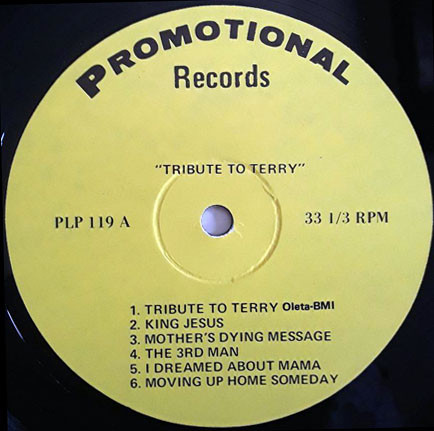 PROMOTIONAL
Records
"TRIBUTE TO TERRY"
PLP 119 A
33 1/3 RPM
1. TRIBUTE TO TERRY Oleta-BMI
2. KING JESUS
3. MOTHER'S DYING MESSAGE
4. THE 3RD MAN
5. I DREAMED ABOUT MAMA
6. MOVING UP HOME SOMEDAY